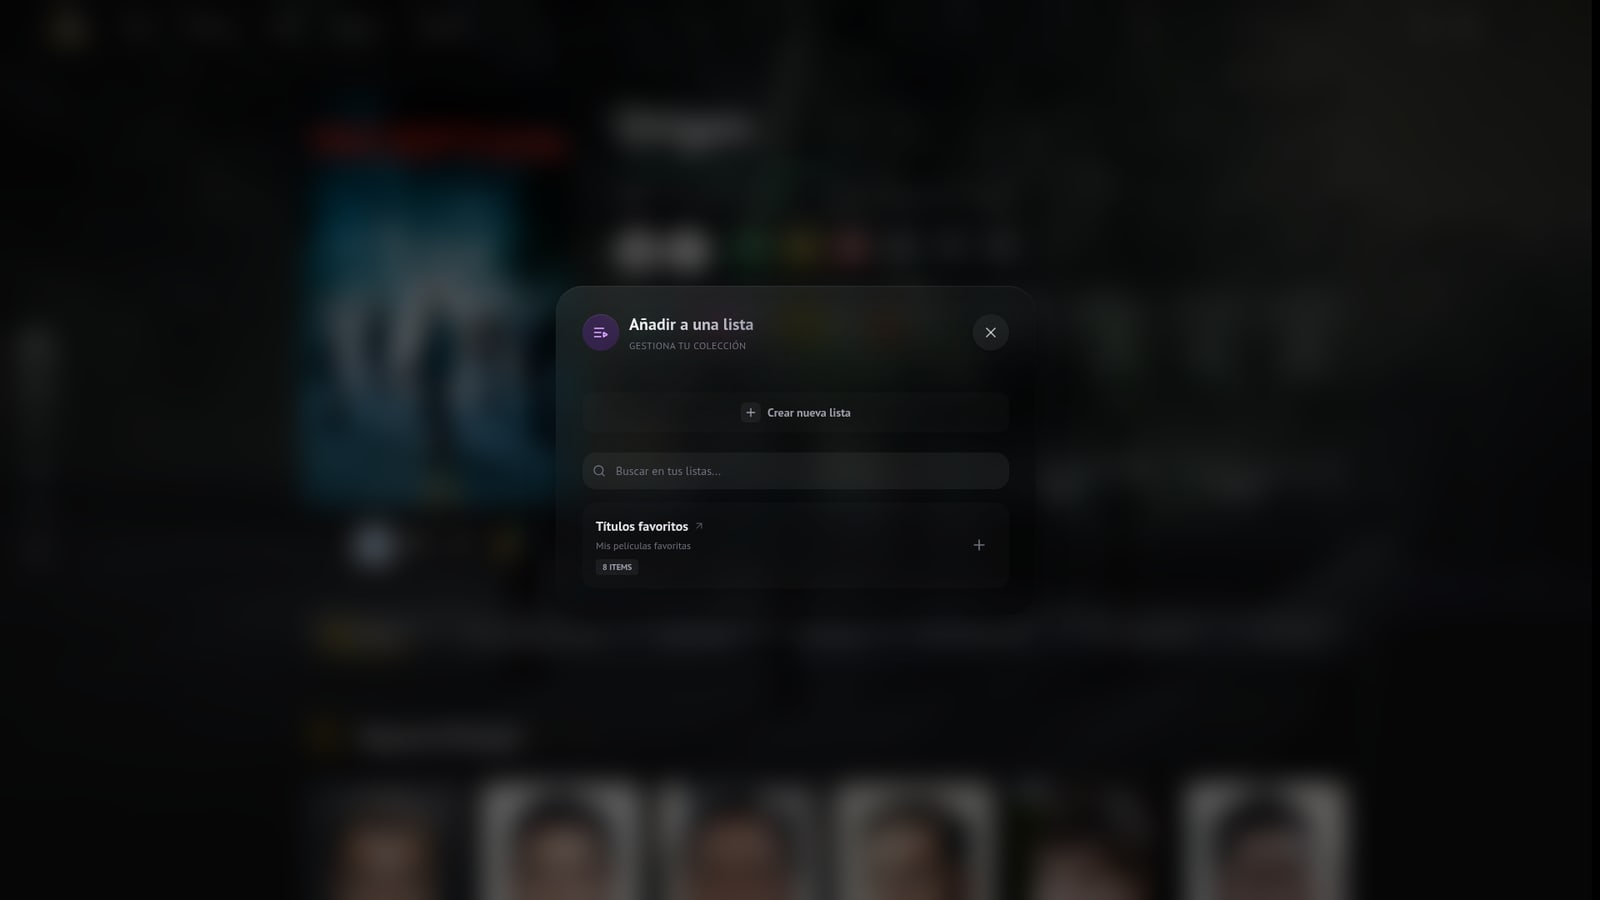 Añadir a una lista
GESTIONA TU COLECCIÓN
Crear nueva lista
Buscar en tus listas...
Títulos favoritos
Mis películas favoritas
8 ITEMS